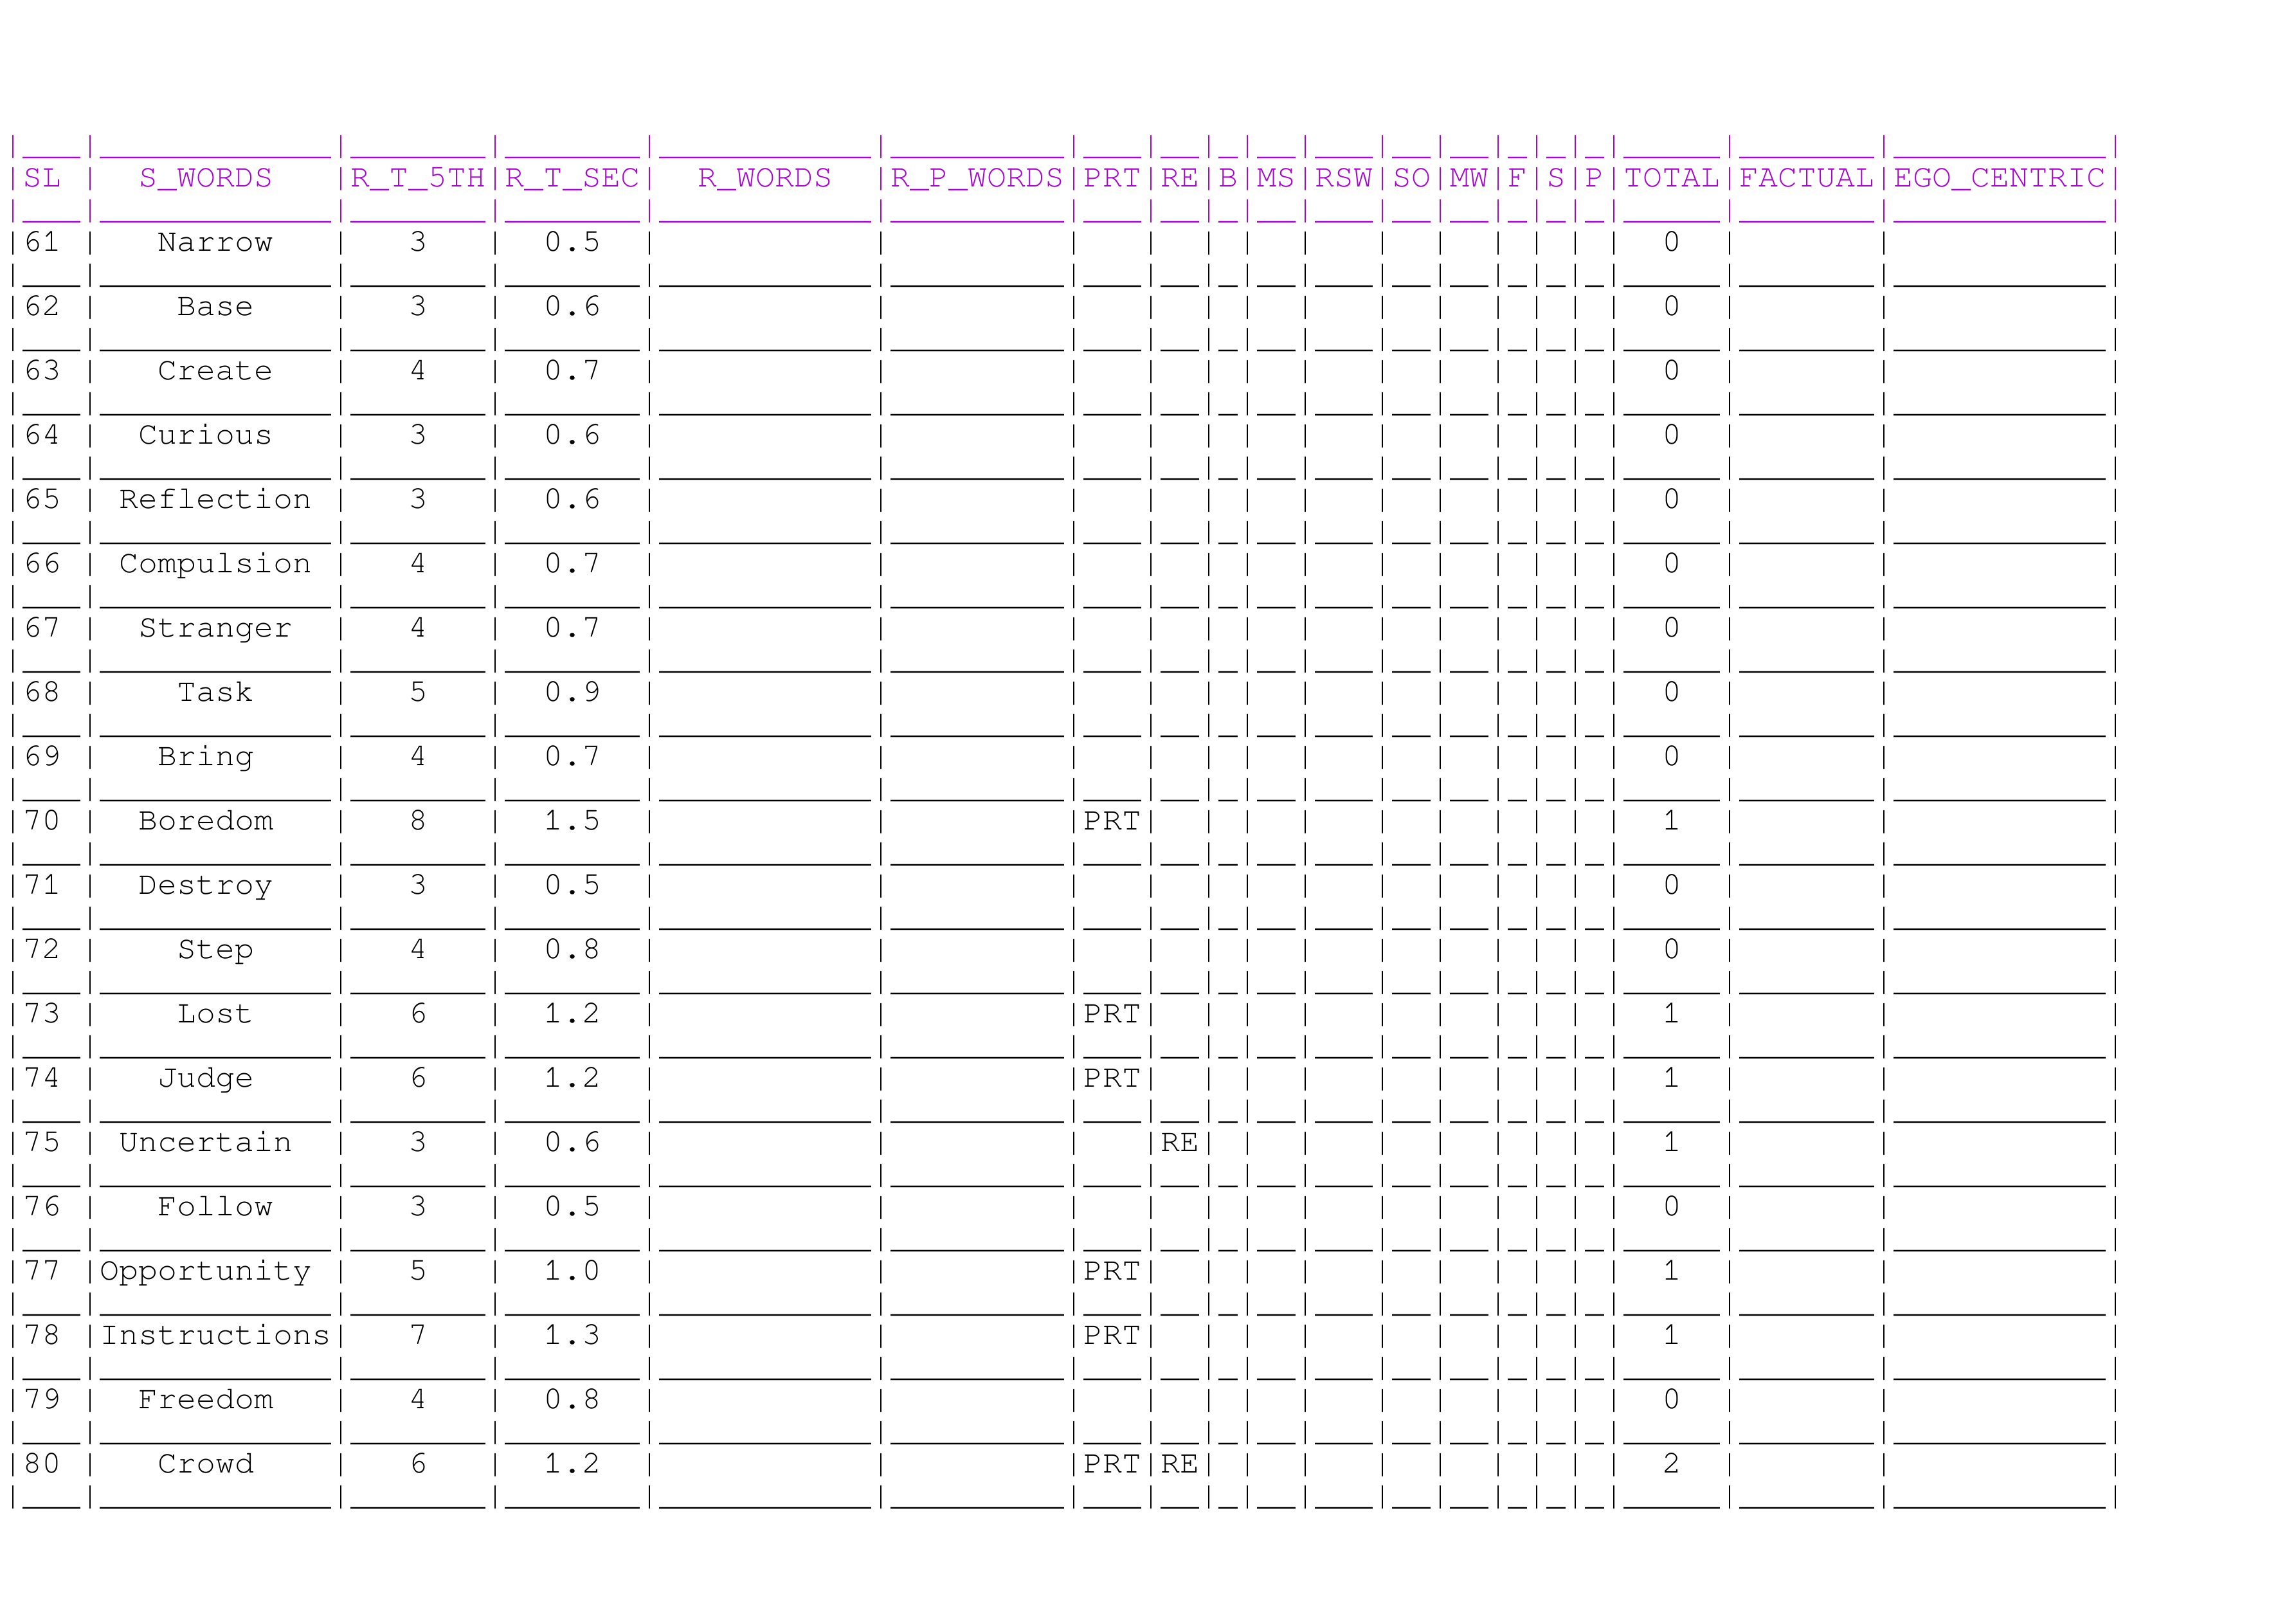 SL S_WORDS R_T_5TH R_T_SEC R_WORDS R_P_WORDS PRT RE B MS RSW SO MW F S P TOTAL FACTUAL EGO_CENTRIC
61 Narrow 3 0.5 0
62 Base 3 0.6 0
63 Create 4 0.7 0
64 Curious 3 0.6 0
65 Reflection 3 0.6 0
66 Compulsion 4 0.7 0
67 Stranger 4 0.7 0
68 Task 5 0.9 0
69 Bring 4 0.7 0
70 Boredom 8 1.5 PRT 1
71 Destroy 3 0.5 0
72 Step 4 0.8 0
73 Lost 6 1.2 PRT 1
74 Judge 6 1.2 PRT 1
75 Uncertain 3 0.6 RE 1
76 Follow 3 0.5 0
77 Opportunity 5 1.0 PRT 1
78 Instructions 7 1.3 PRT 1
79 Freedom 4 0.8 0
80 Crowd 6 1.2 PRT RE 2